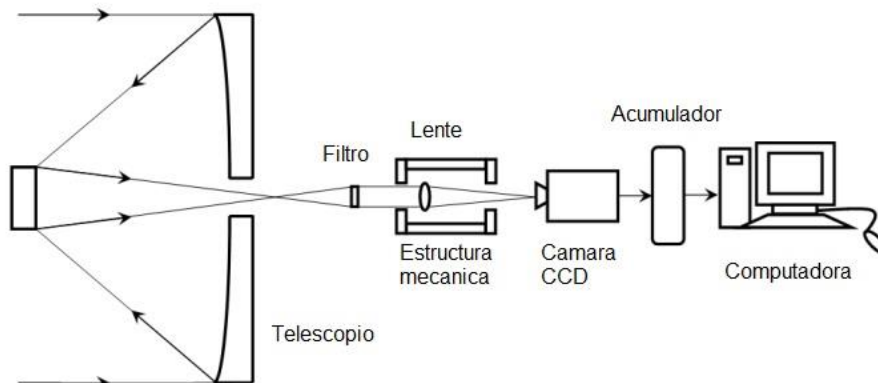 Acumulador
Lente
Filtro
Estructura
mecanica
Camara
CCD
Computadora
Telescopio